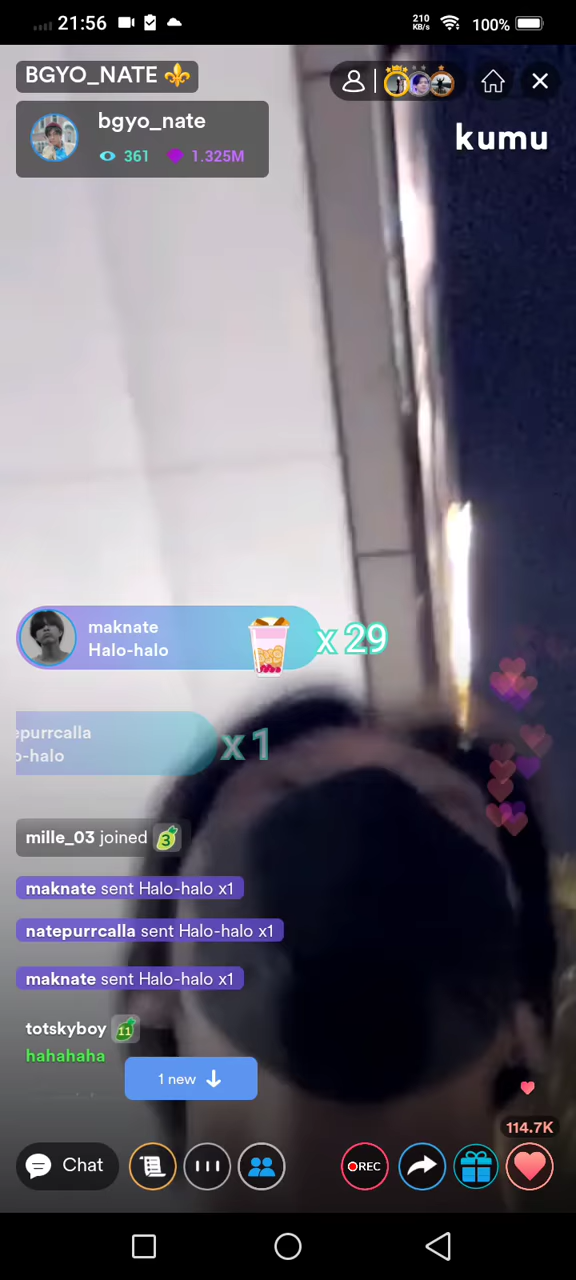 21:56
210
KB/s
100%
BGYO_NATE ⚜️
bgyo_nate
361
1.325M
kumu
maknate
Halo-halo
x 29
epurrcalla
o-halo
x 1
mille_03 joined 3
maknate sent Halo-halo x1
natepurrcalla sent Halo-halo x1
maknate sent Halo-halo x1
totskyboy 11
hahahaha
1 new
114.7K
Chat
REC